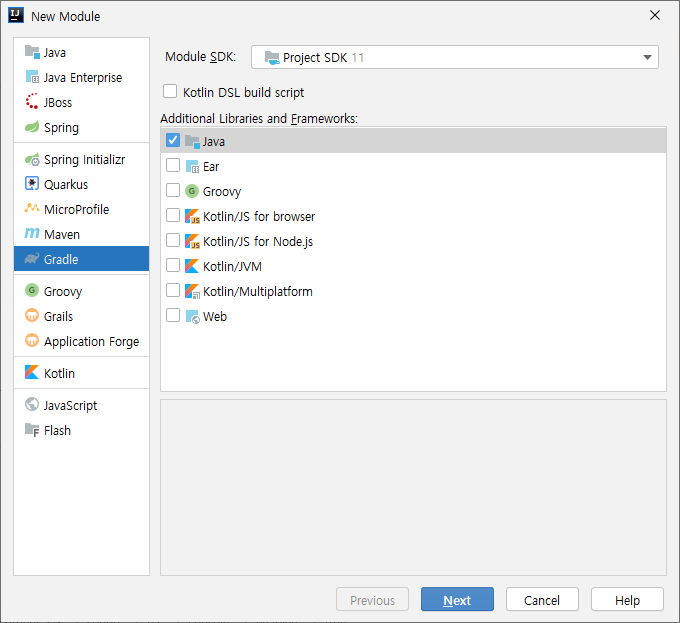 New Module
Java
Java Enterprise
JBoss
Spring
Spring Initializr
Quarkus
MicroProfile
Maven
Gradle
Groovy
Grails
Application Forge
Kotlin
JavaScript
Flash
Module SDK: Project SDK 11
Kotlin DSL build script
Additional Libraries and Frameworks:
Java
Ear
Groovy
Kotlin/JS for browser
Kotlin/JS for Node.js
Kotlin/JVM
Kotlin/Multiplatform
Web
Previous Next Cancel Help